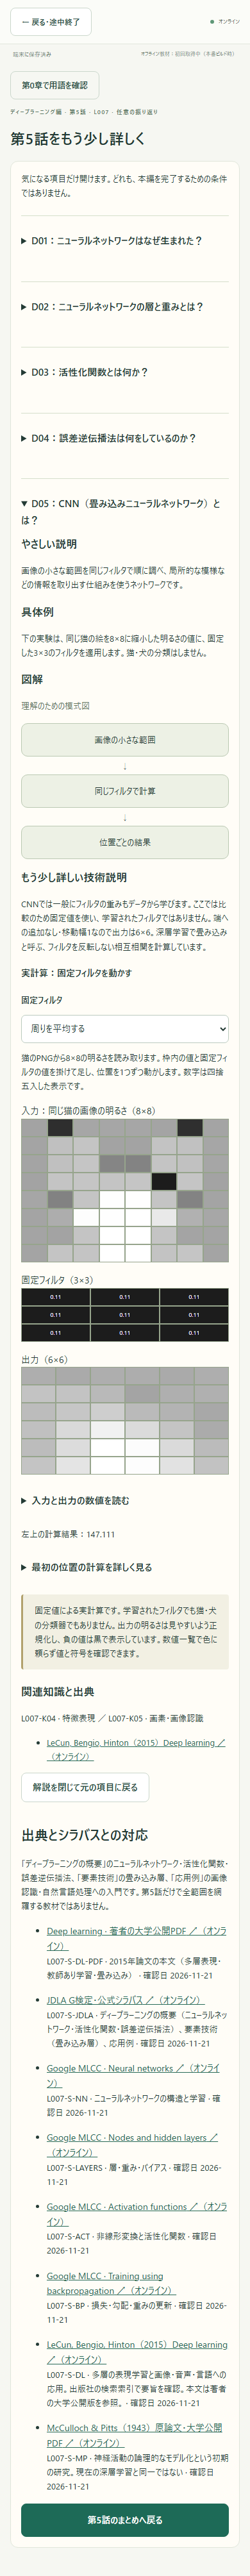 ← 戻る・途中終了
オンライン
端末に保存済み
第0章で用語を確認
ディープラーニング編 · 第5話 · L007 · 任意の振り返り
第5話をもう少し詳しく
気になる項目だけ開けます。どれも、本編を完了するための条件
ではありません。
▶ D01：ニューラルネットワークはなぜ生まれた？
▶ D02：ニューラルネットワークの層と重みとは？
▶ D03：活性化関数とは何か？
▶ D04：誤差逆伝播法は何をしているのか？
▼ D05：CNN（畳み込みニューラルネットワーク）と
は？
やさしい説明
画像の小さな範囲を同じフィルタで順に調べ、局所的な模様な
どの情報を取り出す仕組みを使うネットワークです。
具体例
下の実験は、同じ猫の絵を8×8に縮小した明るさの値に、固定
した3×3のフィルタを適用します。猫・犬の分類はしません。
図解
理解のための模式図
画像の小さな範囲
↓
同じフィルタで計算
↓
位置ごとの結果
もう少し詳しい技術説明
CNNでは一般にフィルタの重みもデータから学びます。ここでは比
較のため固定値を使い、学習されたフィルタではありません。端へ
の追加なし・移動幅1なので出力は6×6。深層学習で畳み込み
と呼ぶ、フィルタを反転しない相互相関を計算しています。
実計算：固定フィルタを動かす
固定フィルタ
周りを平均する
猫のPNGから8×8の明るさを読み取ります。枠内の値と固定フィ
ルタの値を掛けて足し、位置を1つずつ動かします。数字は四捨
五入した表示です。
入力：同じ猫の画像の明るさ（8×8）
固定フィルタ（3×3）
0.11 0.11 0.11
0.11 0.11 0.11
0.11 0.11 0.11
出力（6×6）
▶ 入力と出力の数値を読む
左上の計算結果：147.111
▶ 最初の位置の計算を詳しく見る
固定値による実計算です。学習されたフィルタでも猫・犬
の分類器でもありません。出力の明るさは見やすいよう正
規化し、負の値は黒で表示しています。数値一覧で色に
頼らず値と符号を確認できます。
関連知識と出典
L007-K04 · 特徴表現 ／ L007-K05 · 画素・画像認識
LeCun, Bengio, Hinton（2015）Deep learning ／
（オンライン）
解説を閉じて元の項目に戻る
出典とシラバスとの対応
「ディープラーニングの概要」のニューラルネットワーク・活性化関数・
誤差逆伝播法、「要素技術」の畳み込み層、「応用例」の画像
認識・自然言語処理への入門です。第5話だけで全範囲を網
羅する教材ではありません。
Deep learning · 著者の大学公開PDF ／（オンラ
イン）
L007-S-DL-PDF · 2015年論文の本文（多層表現・
教師あり学習・畳み込み） · 確認日 2026-11-21
JDLA G検定・公式シラバス ／（オンライン）
L007-S-JDLA · ディープラーニングの概要（ニューラルネッ
トワーク・活性化関数・誤差逆伝播法）、要素技術
（畳み込み層）、応用例 · 確認日 2026-11-21
Google MLCC · Neural networks ／（オンライ
ン）
L007-S-NN · ニューラルネットワークの構造と学習 · 確
認日 2026-11-21
Google MLCC · Nodes and hidden layers ／
（オンライン）
L007-S-LAYERS · 層・重み・バイアス · 確認日 2026-
11-21
Google MLCC · Activation functions ／（オンラ
イン）
L007-S-ACT · 非線形変換と活性化関数 · 確認日
2026-11-21
Google MLCC · Training using
backpropagation ／（オンライン）
L007-S-BP · 損失・勾配・重みの更新 · 確認日 2026-
11-21
LeCun, Bengio, Hinton（2015）Deep learning
／（オンライン）
L007-S-DL · 多層の表現学習と画像・音声・言語への
応用。出版社の検索索引で要旨を確認。本文は著者
の大学公開版を参照。 · 確認日 2026-11-21
McCulloch & Pitts（1943）原論文・大学公開
PDF ／（オンライン）
L007-S-MP · 神経活動の論理的なモデル化という初期
の研究。現在の深層学習と同一ではない · 確認日
2026-11-21
第5話のまとめへ戻る